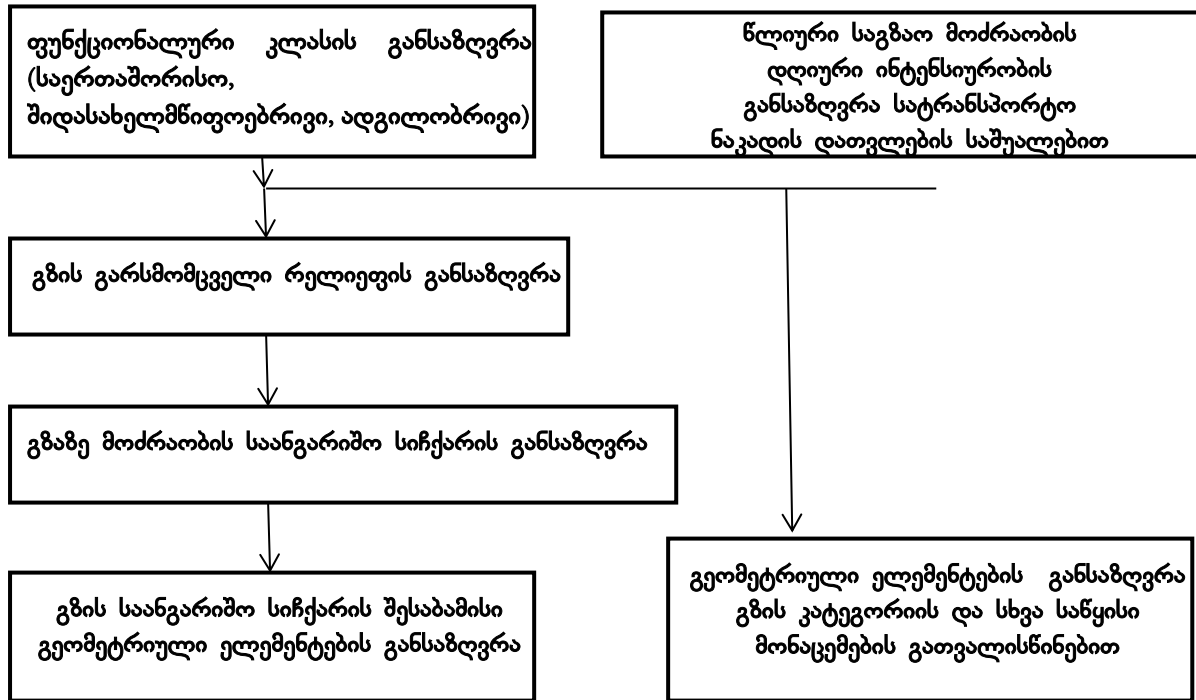 ფუნქციონალური კლასის განსაზღვრა
(საერთაშორისო,
შიდასახელმწიფოებრივი, ადგილობრივი)
წლიური საგზაო მოძრაობის
დღიური ინტენსიურობის
განსაზღვრა სატრანსპორტო
ნაკადის დათვლების საშუალებით
გზის გარსმომცველი რელიეფის განსაზღვრა
გზაზე მოძრაობის საანგარიშო სიჩქარის განსაზღვრა
გზის საანგარიშო სიჩქარის შესაბამისი
გეომეტრიული ელემენტების განსაზღვრა
გეომეტრიული ელემენტების განსაზღვრა
გზის კატეგორიის და სხვა საწყისი
მონაცემების გათვალისწინებით